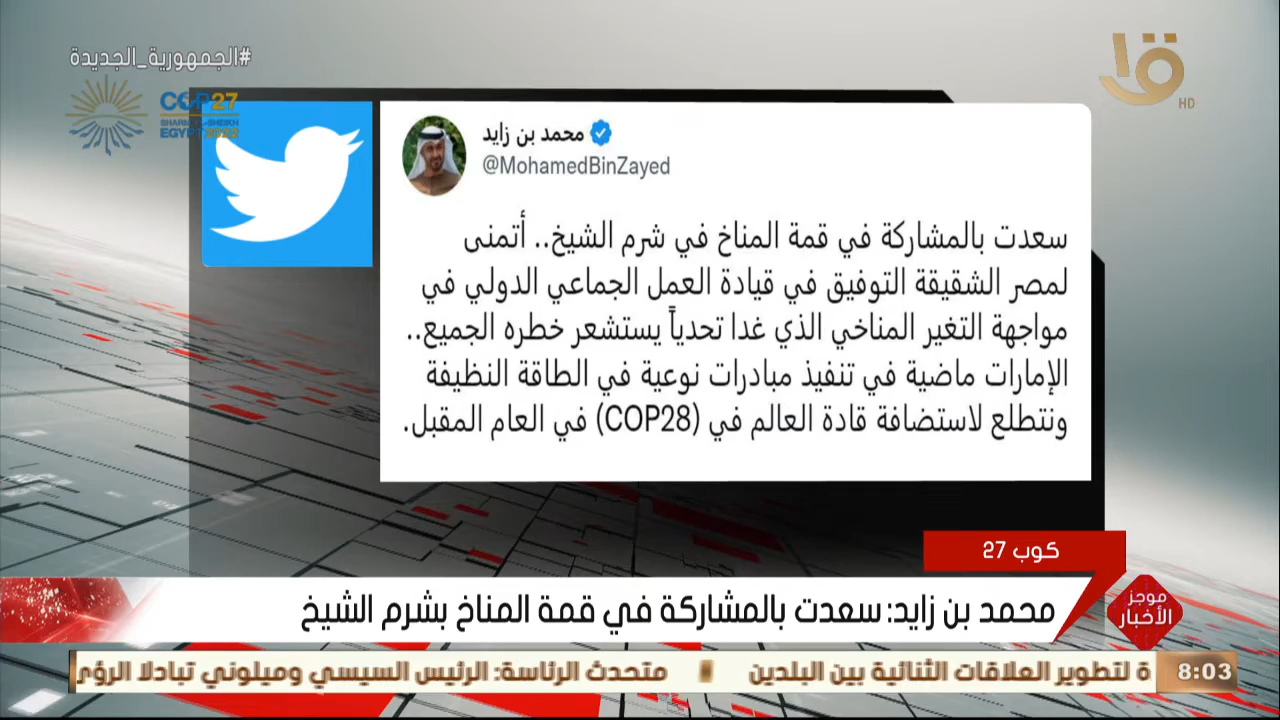 #الجمهورية_الجديدة
COP27
SHARM EL-SHEIKH
EGYPT 2022
HD
محمد بن زايد
@MohamedBinZayed
سعدت بالمشاركة في قمة المناخ في شرم الشيخ.. أتمنى
لمصر الشقيقة التوفيق في قيادة العمل الجماعي الدولي في
مواجهة التغير المناخي الذي غدا تحدياً يستشعر خطره الجميع..
الإمارات ماضية في تنفيذ مبادرات نوعية في الطاقة النظيفة
ونتطلع لاستضافة قادة العالم في (COP28) في العام المقبل.
كوب 27
موجز
الأخبار
محمد بن زايد: سعدت بالمشاركة في قمة المناخ بشرم الشيخ
8:03
ة لتطوير العلاقات الثنائية بين البلدين متحدث الرئاسة: الرئيس السيسي وميلوني تبادلا الرؤى